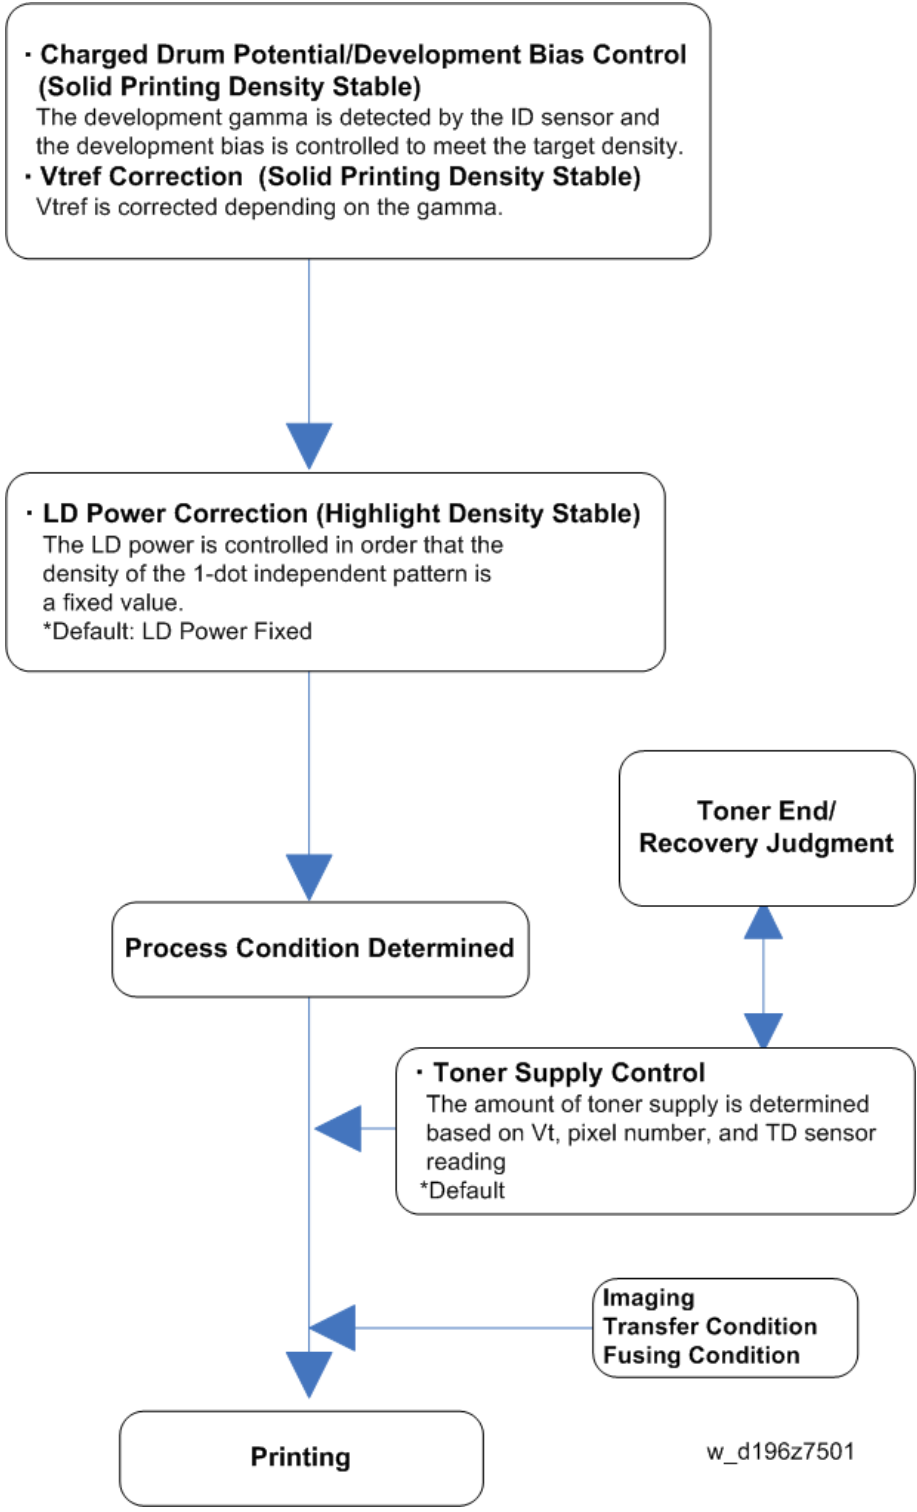 · Charged Drum Potential/Development Bias Control
(Solid Printing Density Stable)
The development gamma is detected by the ID sensor and
the development bias is controlled to meet the target density.
· Vtref Correction (Solid Printing Density Stable)
Vtref is corrected depending on the gamma.
· LD Power Correction (Highlight Density Stable)
The LD power is controlled in order that the
density of the 1-dot independent pattern is
a fixed value.
*Default: LD Power Fixed
Toner End/
Recovery Judgment
Process Condition Determined
· Toner Supply Control
The amount of toner supply is determined
based on Vt, pixel number, and TD sensor
reading
*Default
Imaging
Transfer Condition
Fusing Condition
Printing
w_d196z7501